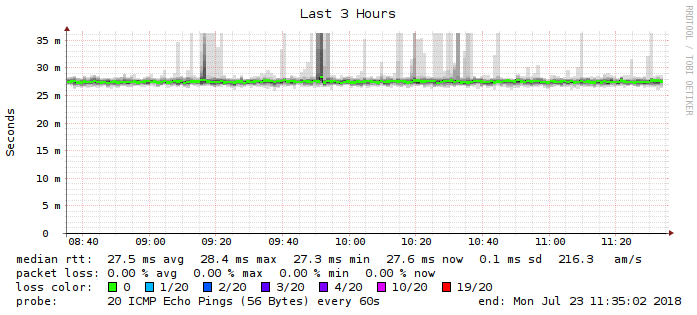 Last 3 Hours
RRDTOOL / TOBI OETIKER
Seconds
35 m
30 m
25 m
20 m
15 m
10 m
5 m
0
08:40 09:00 09:20 09:40 10:00 10:20 10:40 11:00 11:20
median rtt: 27.5 ms avg 28.4 ms max 27.3 ms min 27.6 ms now 0.1 ms sd 216.3 am/s
packet loss: 0.00 % avg 0.00 % max 0.00 % min 0.00 % now
loss color: 0 1/20 2/20 3/20 4/20 10/20 19/20
probe: 20 ICMP Echo Pings (56 Bytes) every 60s end: Mon Jul 23 11:35:02 2018